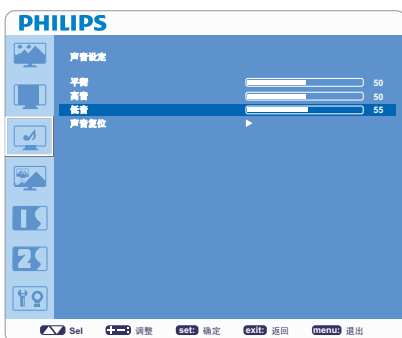 PHILIPS
声音设定
平衡 50
高音 50
低音 55
声音复位
Sel 调整 set: 确定 exit: 返回 menu: 退出